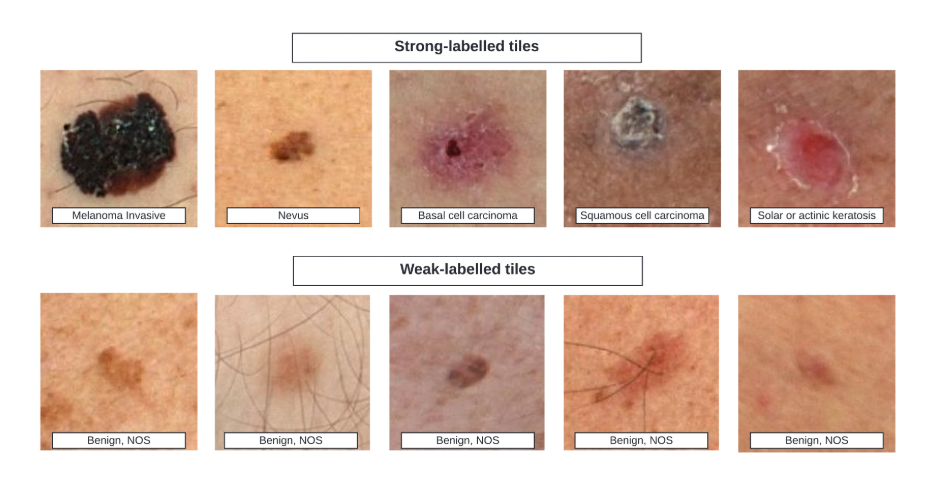 Strong-labelled tiles
Melanoma Invasive
Nevus
Basal cell carcinoma
Squamous cell carcinoma
Solar or actinic keratosis
Weak-labelled tiles
Benign, NOS
Benign, NOS
Benign, NOS
Benign, NOS
Benign, NOS